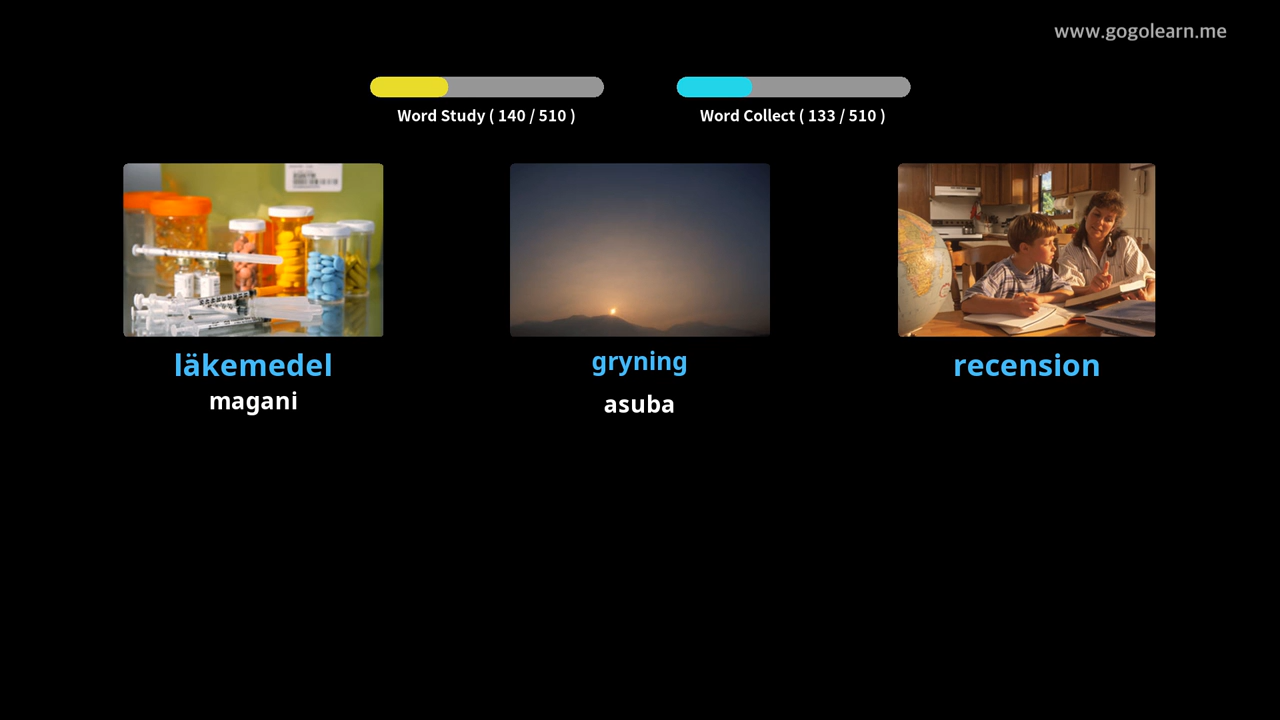 www.gogolearn.me
Word Study ( 140 / 510 )
Word Collect ( 133 / 510 )
läkemedel
magani
gryning
asuba
recension